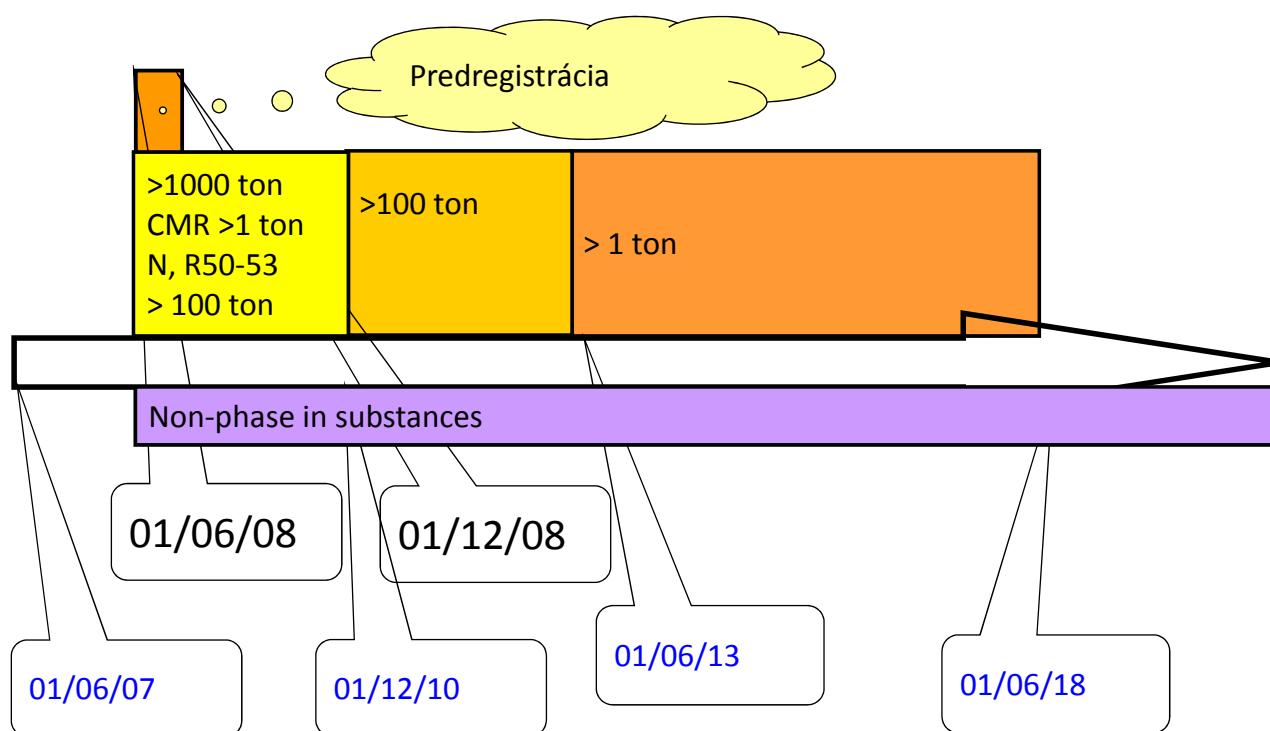 Predregistrácia
>1000 ton
CMR >1 ton
N, R50-53
> 100 ton
>100 ton
> 1 ton
Non-phase in substances
01/06/08
01/12/08
01/06/07
01/12/10
01/06/13
01/06/18